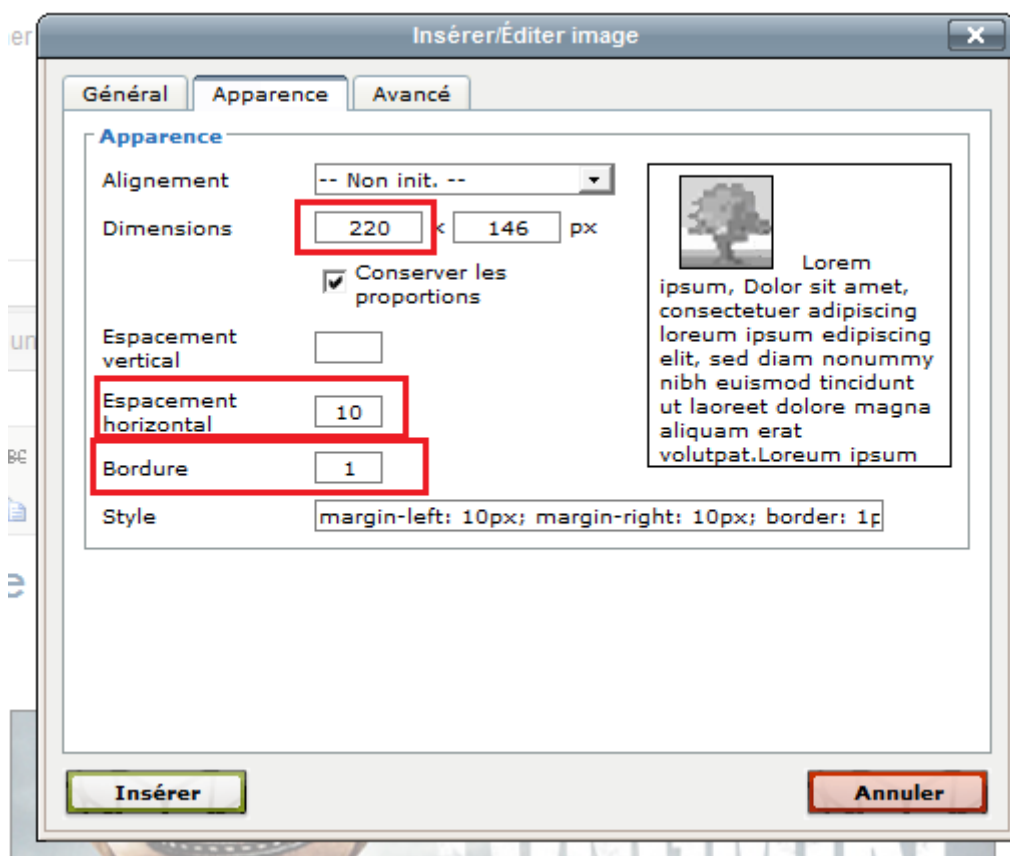 er
Insérer/Éditer image
Général Apparence Avancé
Apparence
Alignement -- Non init. --
Dimensions 220 x 146 px
Conserver les
proportions
Espacement
vertical
Espacement
horizontal 10
Bordure 1
Style margin-left: 10px; margin-right: 10px; border: 1p
Lorem
ipsum, Dolor sit amet,
consectetuer adipiscing
loreum ipsum edipiscing
elit, sed diam nonummy
nibh euismod tincidunt
ut laoreet dolore magna
aliquam erat
volutpat.Loreum ipsum
un
e
Insérer Annuler